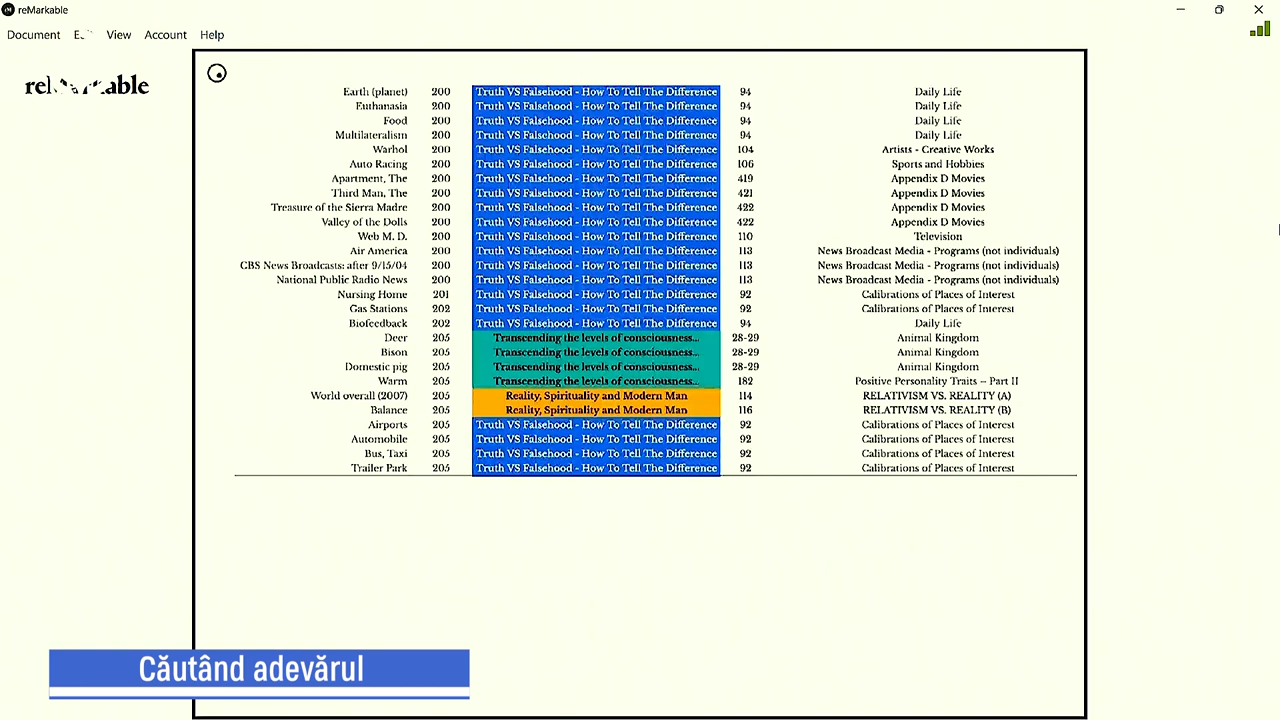 reMarkable
Document View Account Help
Earth (planet) 200 Truth VS Falsehood - How To Tell The Difference 94 Daily Life
Euthanasia 200 Truth VS Falsehood - How To Tell The Difference 94 Daily Life
Food 200 Truth VS Falsehood - How To Tell The Difference 94 Daily Life
Multilateralism 200 Truth VS Falsehood - How To Tell The Difference 94 Daily Life
Warhol 200 Truth VS Falsehood - How To Tell The Difference 104 Artists - Creative Works
Auto Racing 200 Truth VS Falsehood - How To Tell The Difference 106 Sports and Hobbies
Apartment, The 200 Truth VS Falsehood - How To Tell The Difference 419 Appendix D Movies
Third Man, The 200 Truth VS Falsehood - How To Tell The Difference 421 Appendix D Movies
Treasure of the Sierra Madre 200 Truth VS Falsehood - How To Tell The Difference 422 Appendix D Movies
Valley of the Dolls 200 Truth VS Falsehood - How To Tell The Difference 422 Appendix D Movies
Web M. D. 200 Truth VS Falsehood - How To Tell The Difference 110 Television
Air America 200 Truth VS Falsehood - How To Tell The Difference 113 News Broadcast Media - Programs (not individuals)
CBS News Broadcasts: after 9/15/04 200 Truth VS Falsehood - How To Tell The Difference 113 News Broadcast Media - Programs (not individuals)
National Public Radio News 200 Truth VS Falsehood - How To Tell The Difference 113 News Broadcast Media - Programs (not individuals)
Nursing Home 201 Truth VS Falsehood - How To Tell The Difference 92 Calibrations of Places of Interest
Gas Stations 202 Truth VS Falsehood - How To Tell The Difference 92 Calibrations of Places of Interest
Biofeedback 202 Truth VS Falsehood - How To Tell The Difference 94 Daily Life
Deer 205 Transcending the levels of consciousness... 28-29 Animal Kingdom
Bison 205 Transcending the levels of consciousness... 28-29 Animal Kingdom
Domestic pig 205 Transcending the levels of consciousness... 28-29 Animal Kingdom
Warm 205 Transcending the levels of consciousness... 182 Positive Personality Traits – Part II
World overall (2007) 205 Reality, Spirituality and Modern Man 114 RELATIVISM VS. REALITY (A)
Balance 205 Reality, Spirituality and Modern Man 116 RELATIVISM VS. REALITY (B)
Airports 205 Truth VS Falsehood - How To Tell The Difference 92 Calibrations of Places of Interest
Automobile 205 Truth VS Falsehood - How To Tell The Difference 92 Calibrations of Places of Interest
Bus, Taxi 205 Truth VS Falsehood - How To Tell The Difference 92 Calibrations of Places of Interest
Trailer Park 205 Truth VS Falsehood - How To Tell The Difference 92 Calibrations of Places of Interest
Căutând adevărul